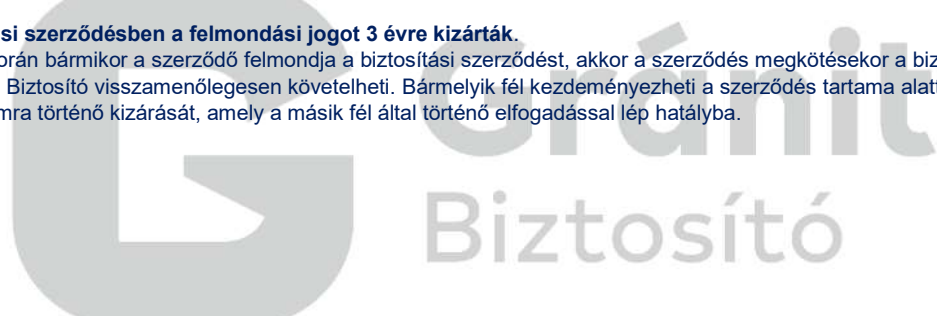 si szerződésben a felmondási jogot 3 évre kizárták.
orán bármikor a szerződő felmondja a biztosítási szerződést, akkor a szerződés megkötésekor a biz
Biztosító visszamenőlegesen követelheti. Bármelyik fél kezdeményezheti a szerződés tartama alatt
mra történő kizárását, amely a másik fél által történő elfogadással lép hatályba.
Gránit
Biztosító